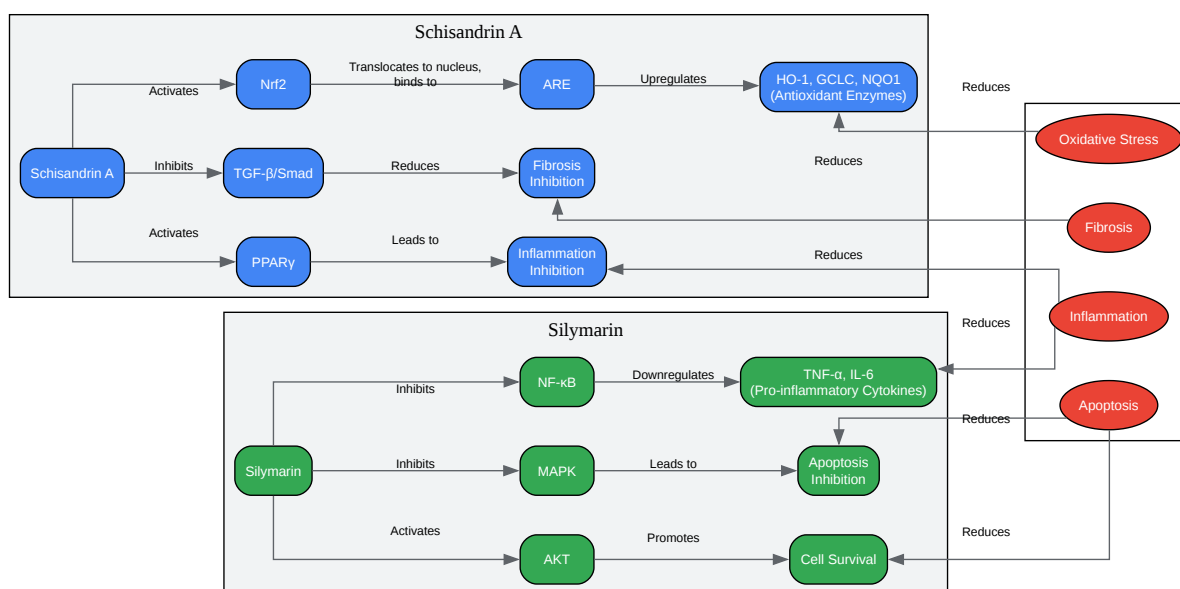 Schisandrin A
Translocates to nucleus,
binds to
Nrf2
ARE
Upregulates
HO-1, GCLC, NQO1
(Antioxidant Enzymes)
Reduces
Activates
Oxidative Stress
Schisandrin A
Inhibits
TGF-β/Smad
Reduces
Fibrosis
Inhibition
Reduces
Activates
Fibrosis
PPARγ
Leads to
Inflammation
Inhibition
Reduces
Inflammation
Silymarin
Reduces
Inhibits
NF-κB
Downregulates
TNF-α, IL-6
(Pro-inflammatory Cytokines)
Apoptosis
Reduces
Silymarin
Inhibits
MAPK
Leads to
Apoptosis
Inhibition
Activates
AKT
Promotes
Cell Survival
Reduces